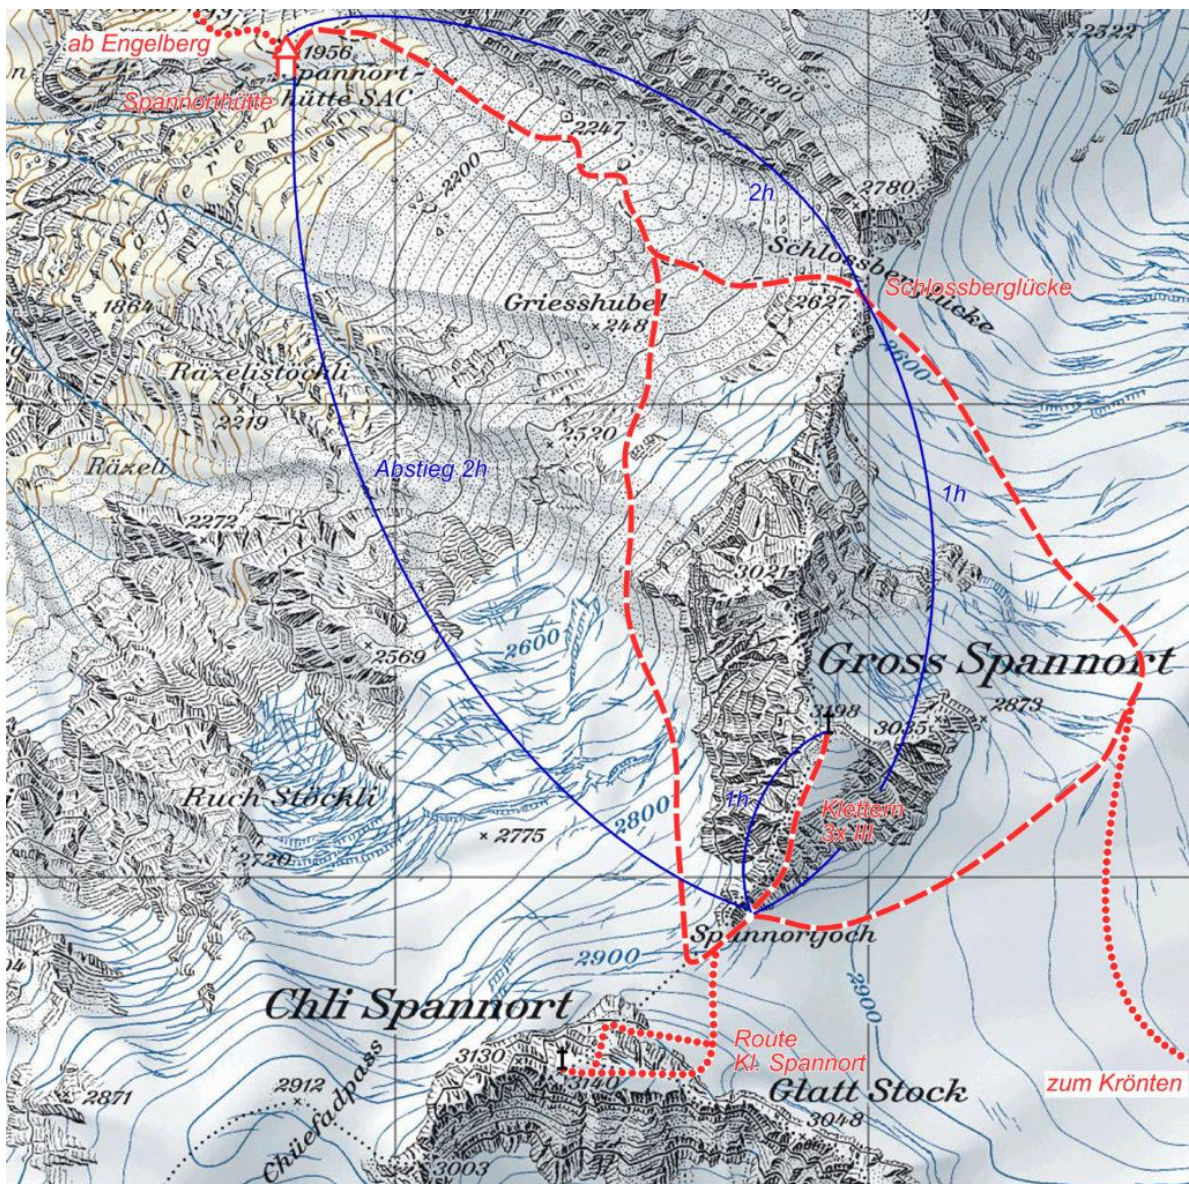 2522
ab Engelberg
1956
Spannort-
hütte SAC
Spannorthütte
2800
2247
2200
2780
2h
Schlossberglücke
Schlossberglücke
2627
Griesshubel
248
1864
2600
Räzelistöckli
2219
2520
Räzeli
Abstieg 2h
1h
2272
3021
2600
2569
Gross Spannort
3198
3035
2873
Ruch Stöckli
1h
Klettern
3x III
2800
2775
2720
Spannortjoch
2900
Chli Spannort
2900
Route
Kl. Spannort
3130
3140
zum Krönten
2912
2871
Glatt Stock
3048
Chüefadpass
3003